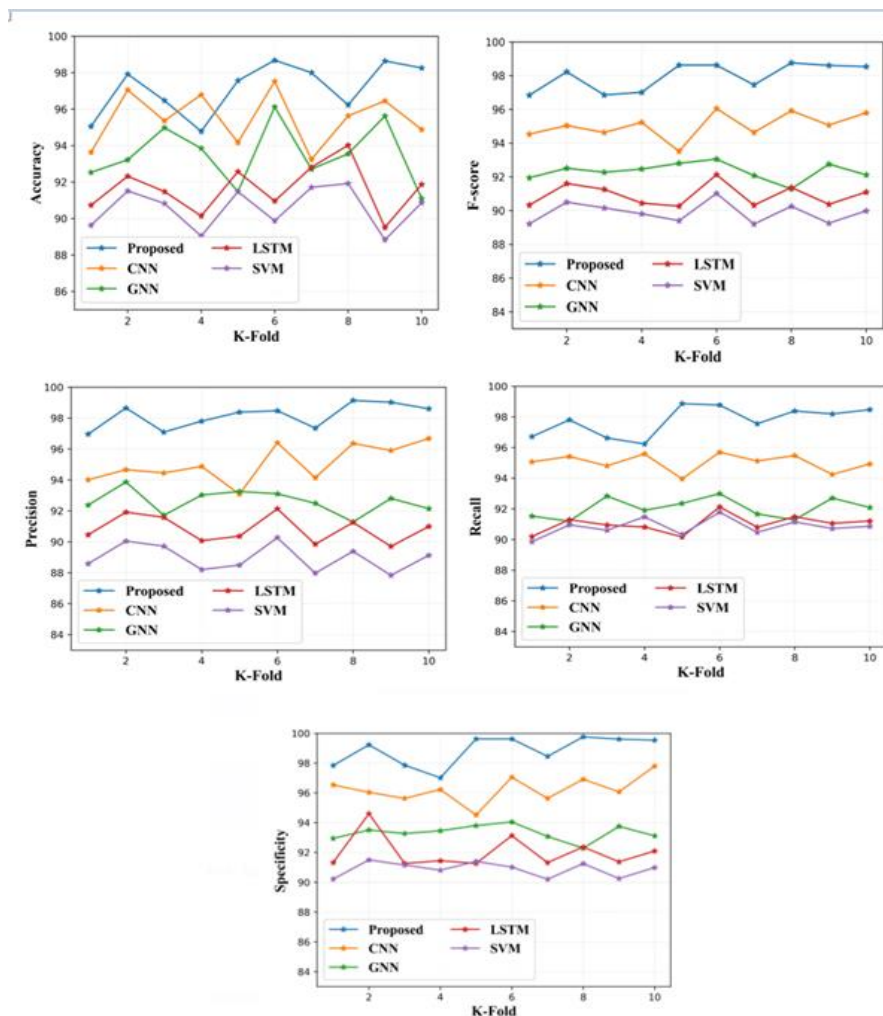 100
98
96
94
92
90
88
86
Accuracy
Proposed
CNN
GNN
LSTM
SVM
2 4 6 8 10
K-Fold
100
98
96
94
92
90
88
86
84
F-score
Proposed
CNN
GNN
LSTM
SVM
2 4 6 8 10
K-Fold
100
98
96
94
92
90
88
86
84
Precision
Proposed
CNN
GNN
LSTM
SVM
2 4 6 8 10
K-Fold
100
98
96
94
92
90
88
86
84
Recall
Proposed
CNN
GNN
LSTM
SVM
2 4 6 8 10
K-Fold
100
98
96
94
92
90
88
86
84
Specificity
Proposed
CNN
GNN
LSTM
SVM
2 4 6 8 10
K-Fold